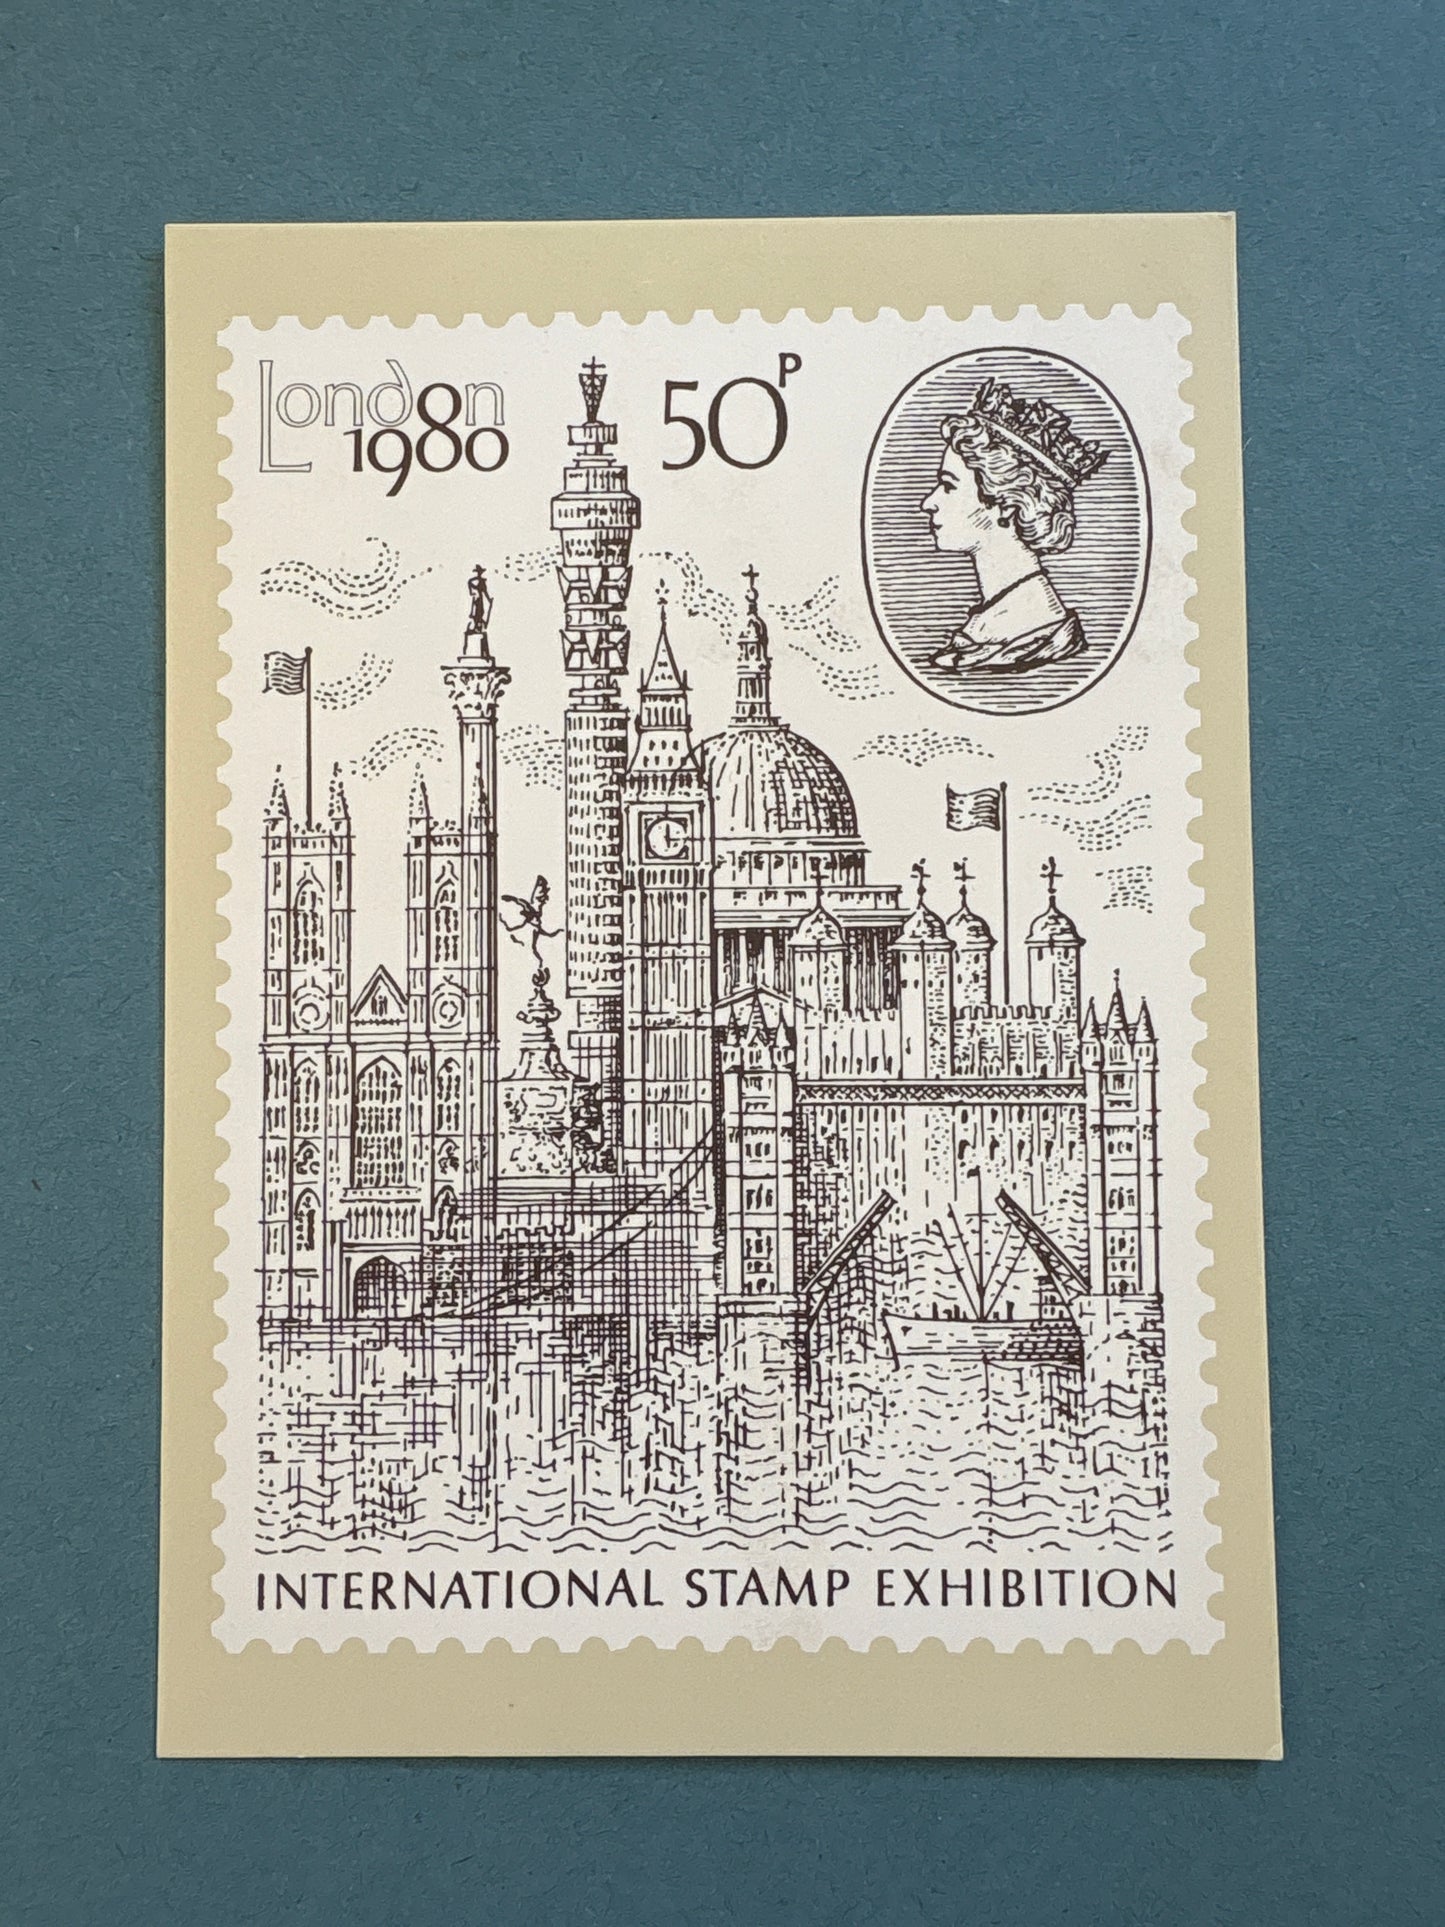 London
1980
50P
INTERNATIONAL STAMP EXHIBITION